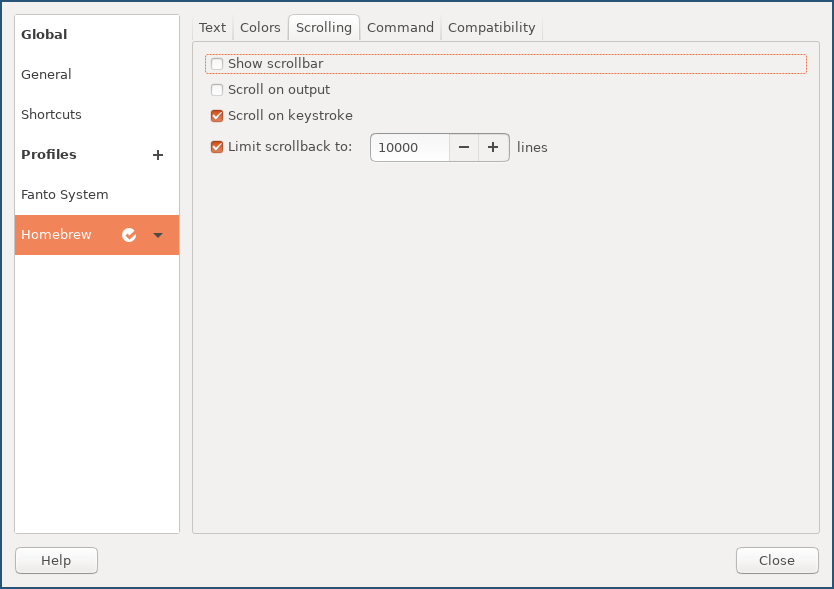 Global
General
Shortcuts
Profiles
Fanto System
Homebrew
Text Colors Scrolling Command Compatibility
Show scrollbar
Scroll on output
Scroll on keystroke
Limit scrollback to: 10000 lines
Help Close